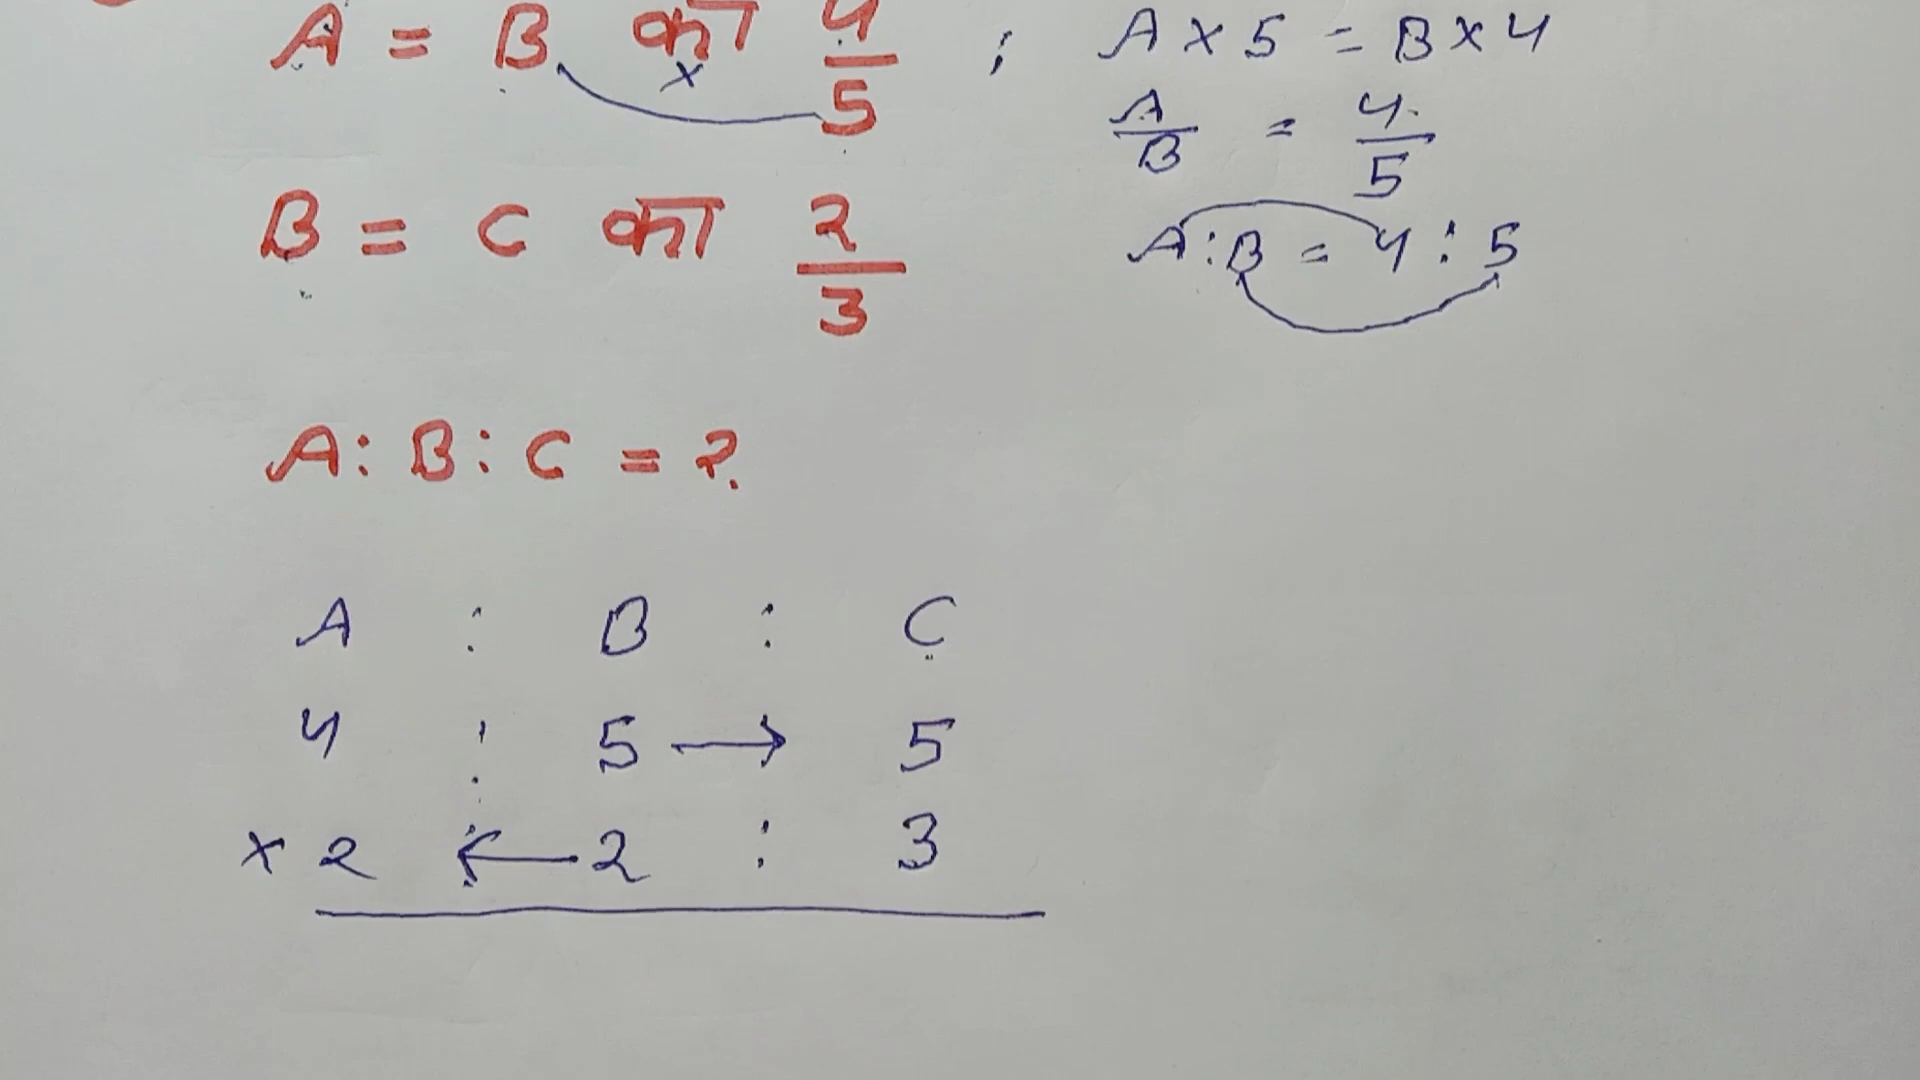 A = B का 4/5 ; A × 5 = B × 4
×
A/B = 4/5
B = C का 2/3
A : B = 4 : 5
A : B : C = ?
A : B : C
4 : 5 → 5
× 2 ← 2 : 3